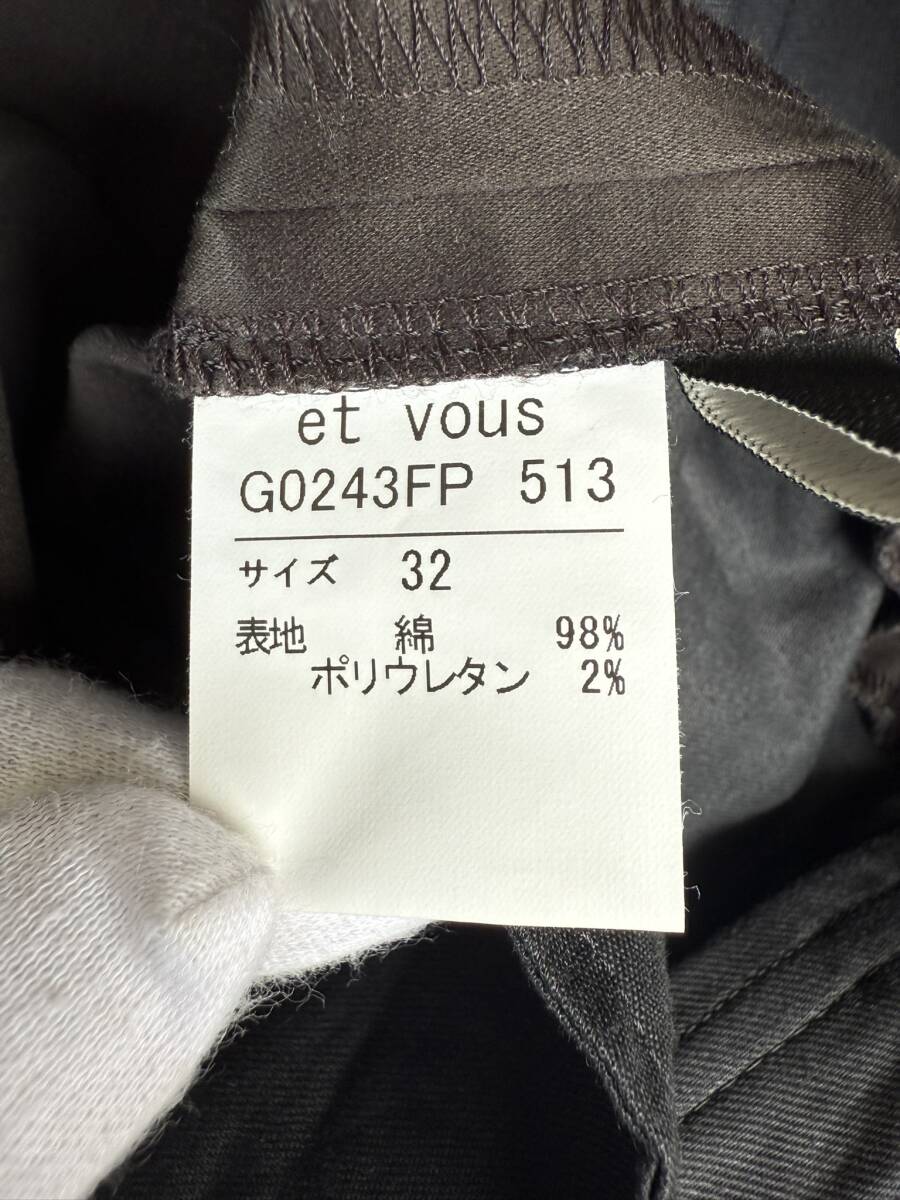 et vous
G0243FP 513
サイズ 32
表地 綿 98%
ポリウレタン 2%